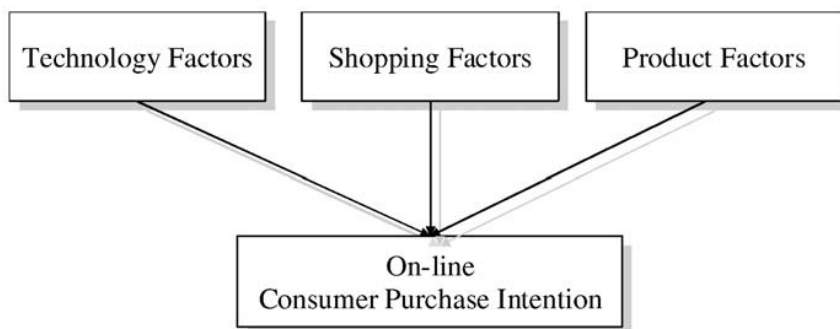 Technology Factors
Shopping Factors
Product Factors
On-line
Consumer Purchase Intention